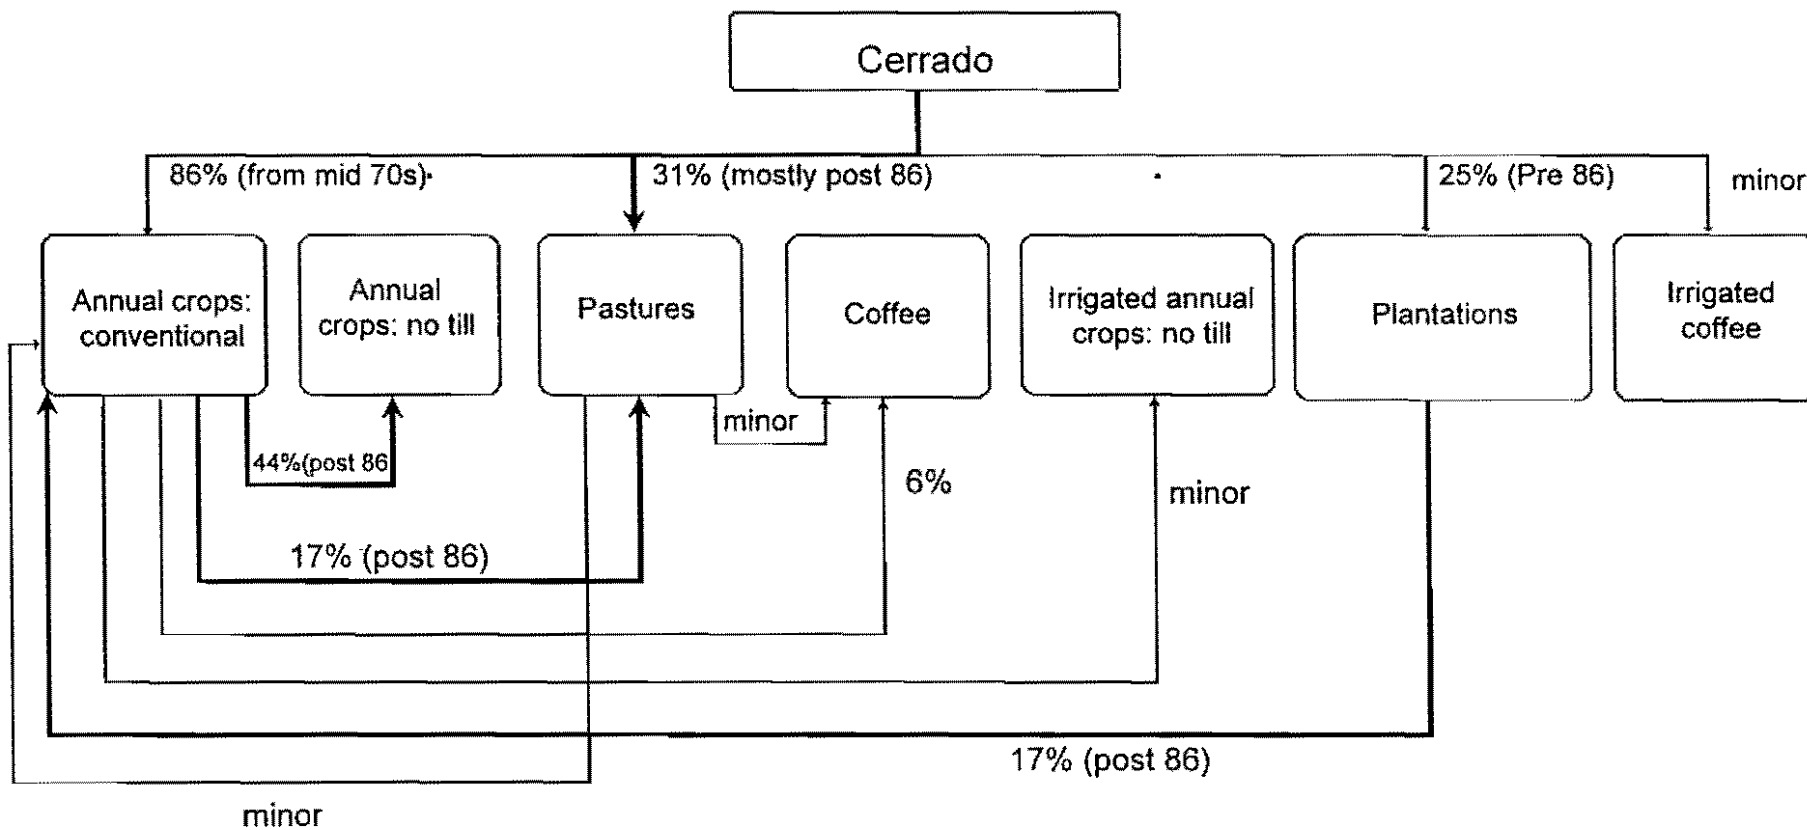 Cerrado
86% (from mid 70s)
31% (mostly post 86)
25% (Pre 86)
minor
Annual crops:
conventional
Annual
crops: no till
Pastures
Coffee
Irrigated annual
crops: no till
Plantations
Irrigated
coffee
minor
44%(post 86
6%
minor
17% (post 86)
17% (post 86)
minor